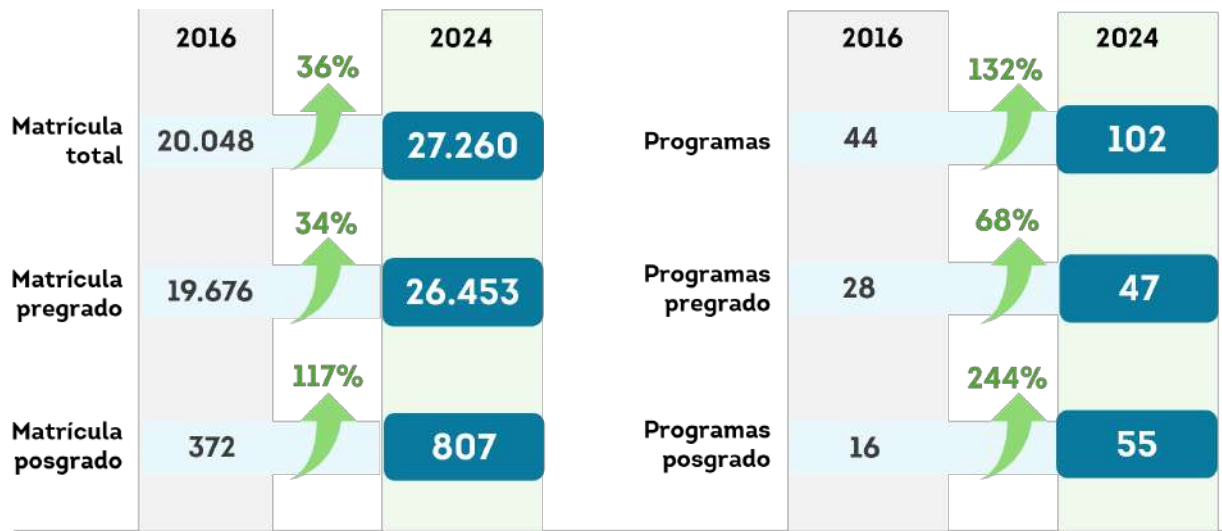 2016
2024
36%
Matrícula
total
20.048
27.260
34%
Matrícula
pregrado
19.676
26.453
117%
Matrícula
posgrado
372
807
2016
2024
132%
Programas
44
102
68%
Programas
pregrado
28
47
244%
Programas
posgrado
16
55